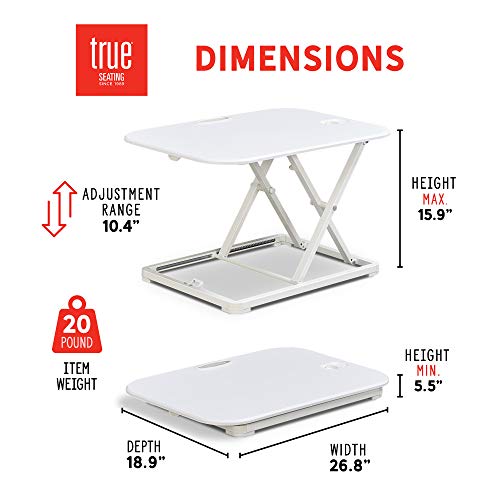 true
SEATING
SINCE 1985
DIMENSIONS
ADJUSTMENT
RANGE
10.4”
HEIGHT
MAX.
15.9”
20
POUND
ITEM
WEIGHT
HEIGHT
MIN.
5.5”
DEPTH
18.9”
WIDTH
26.8”